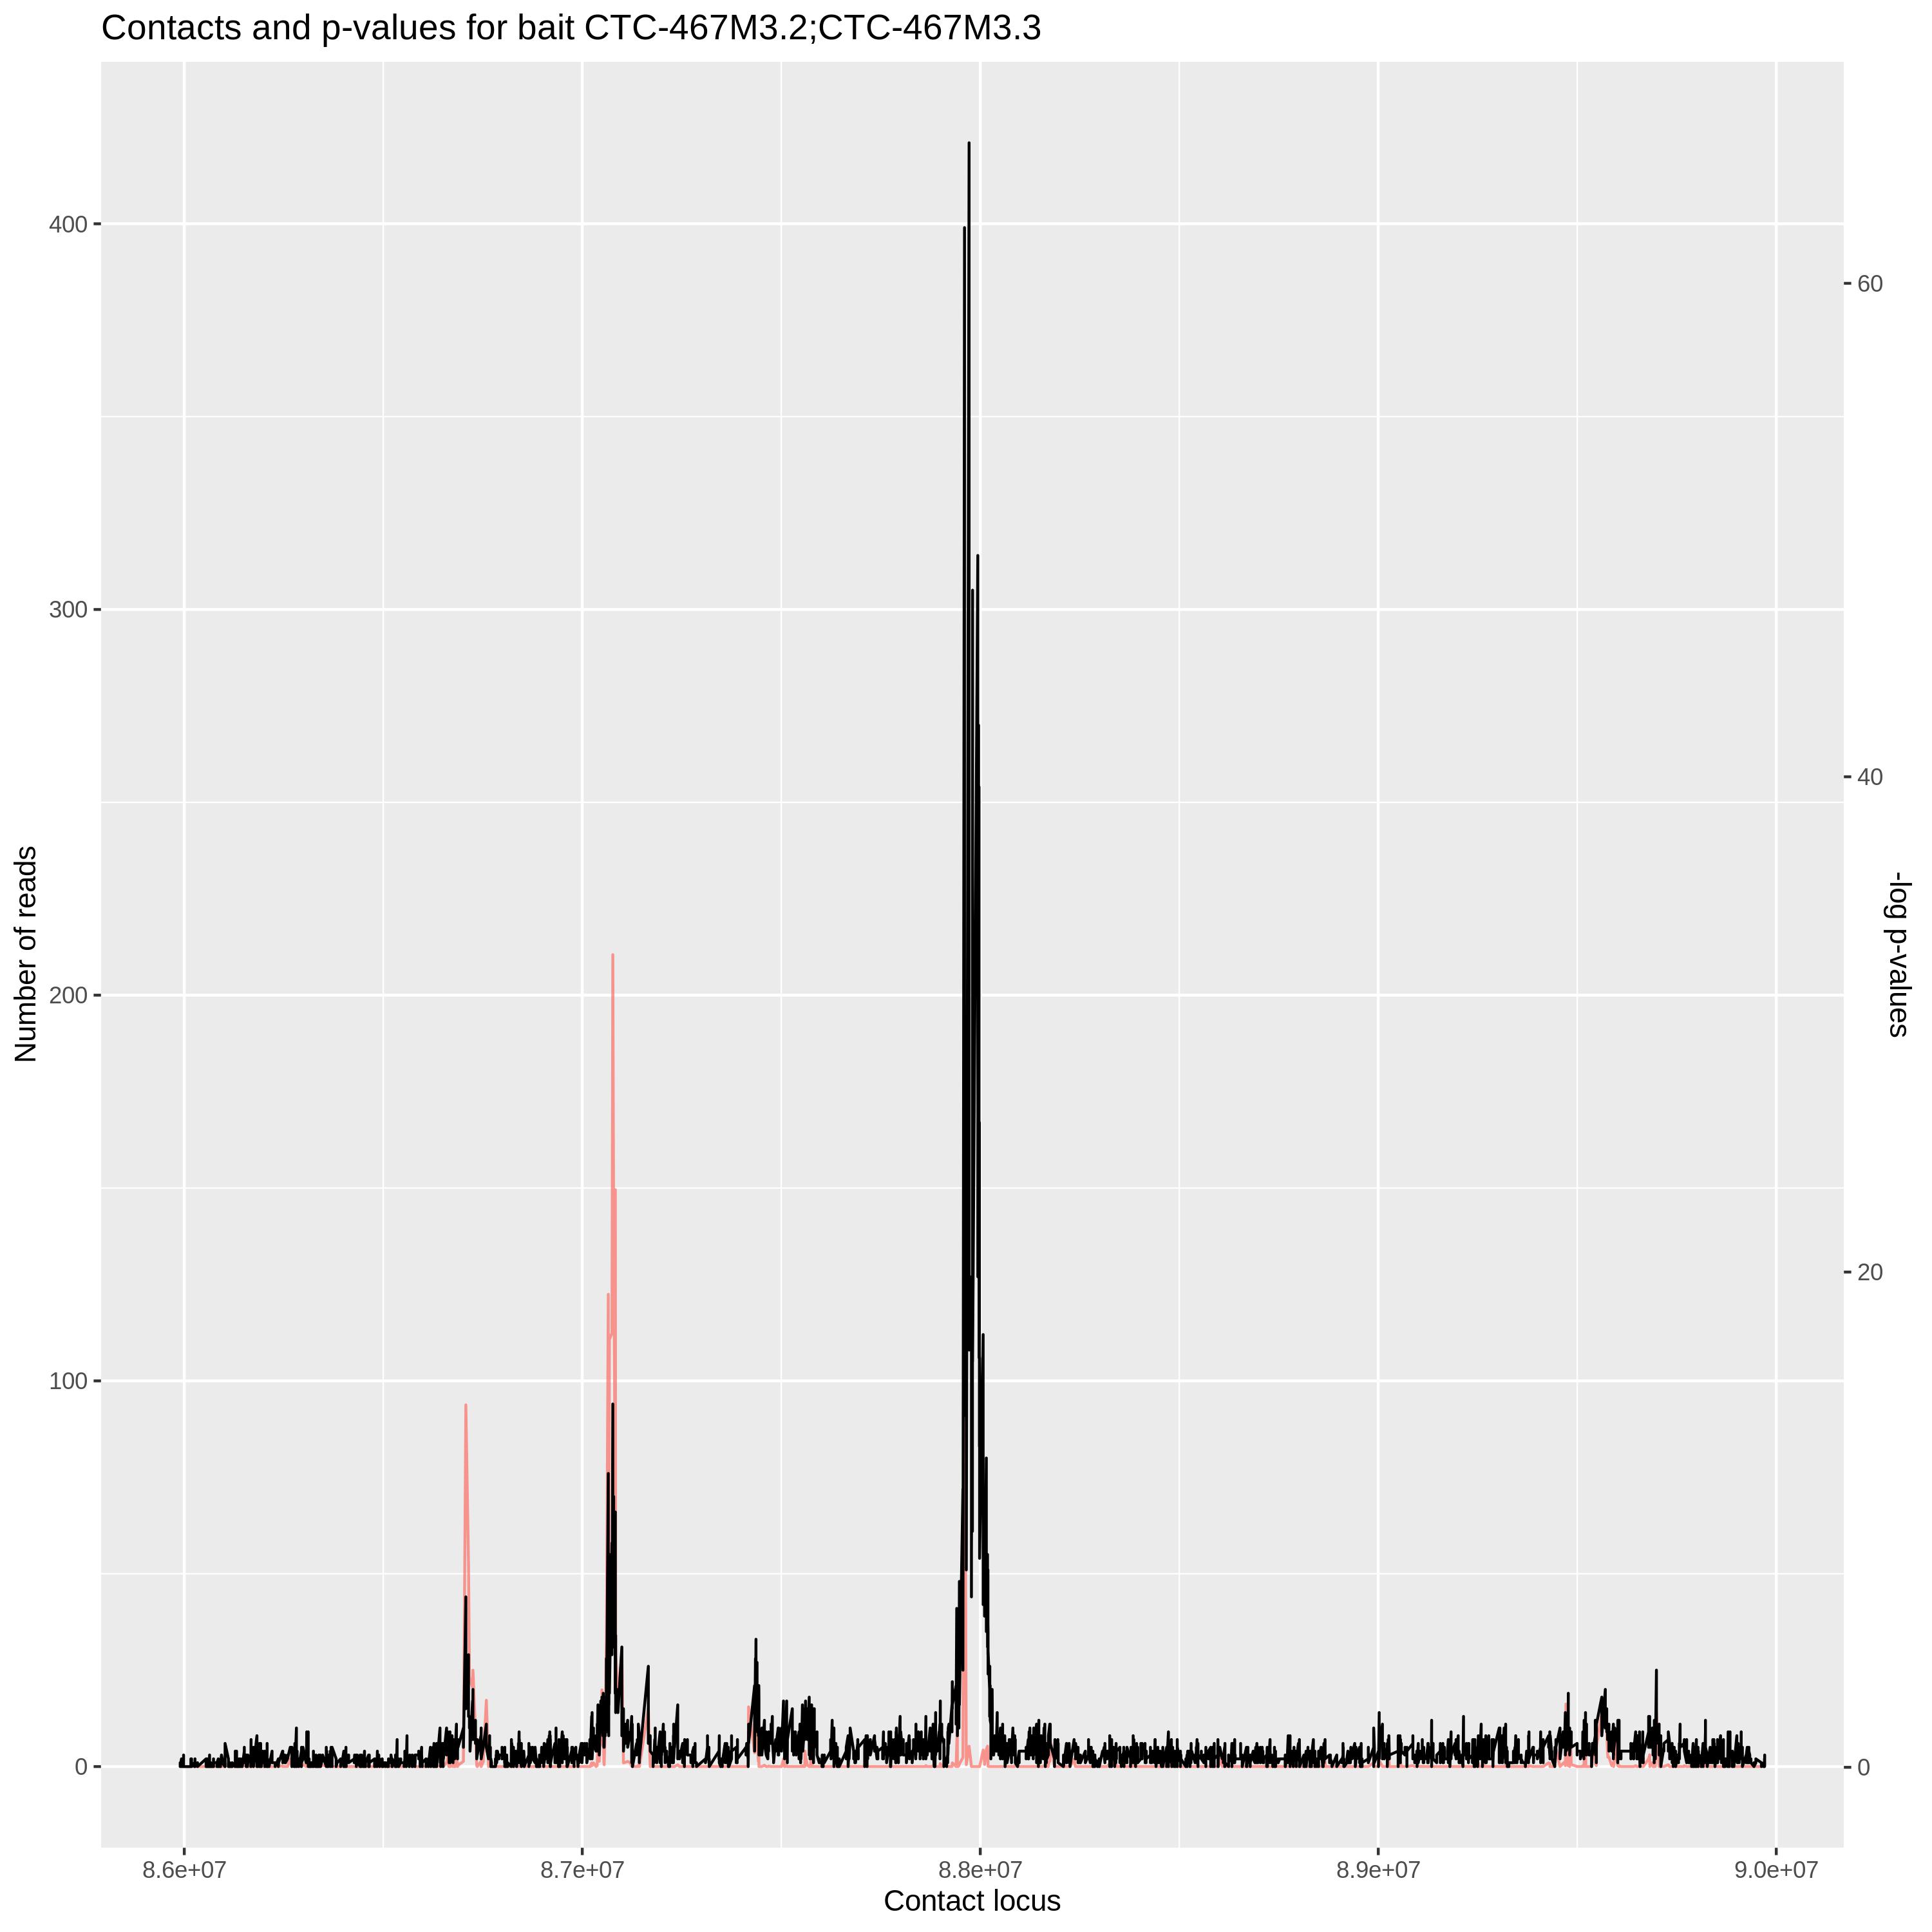 Contacts and p-values for bait CTC-467M3.2;CTC-467M3.3
400
300
200
100
0
Number of reads
60
40
20
0
-log p-values
8.6e+07 8.7e+07 8.8e+07 8.9e+07 9.0e+07
Contact locus